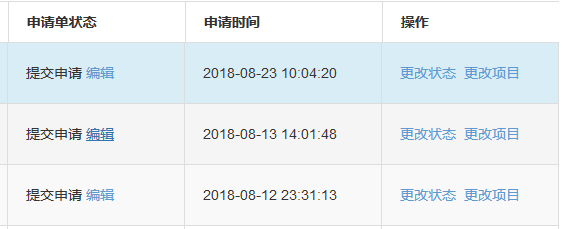 申请单状态 申请时间 操作
提交申请 编辑 2018-08-23 10:04:20 更改状态 更改项目
提交申请 编辑 2018-08-13 14:01:48 更改状态 更改项目
提交申请 编辑 2018-08-12 23:31:13 更改状态 更改项目